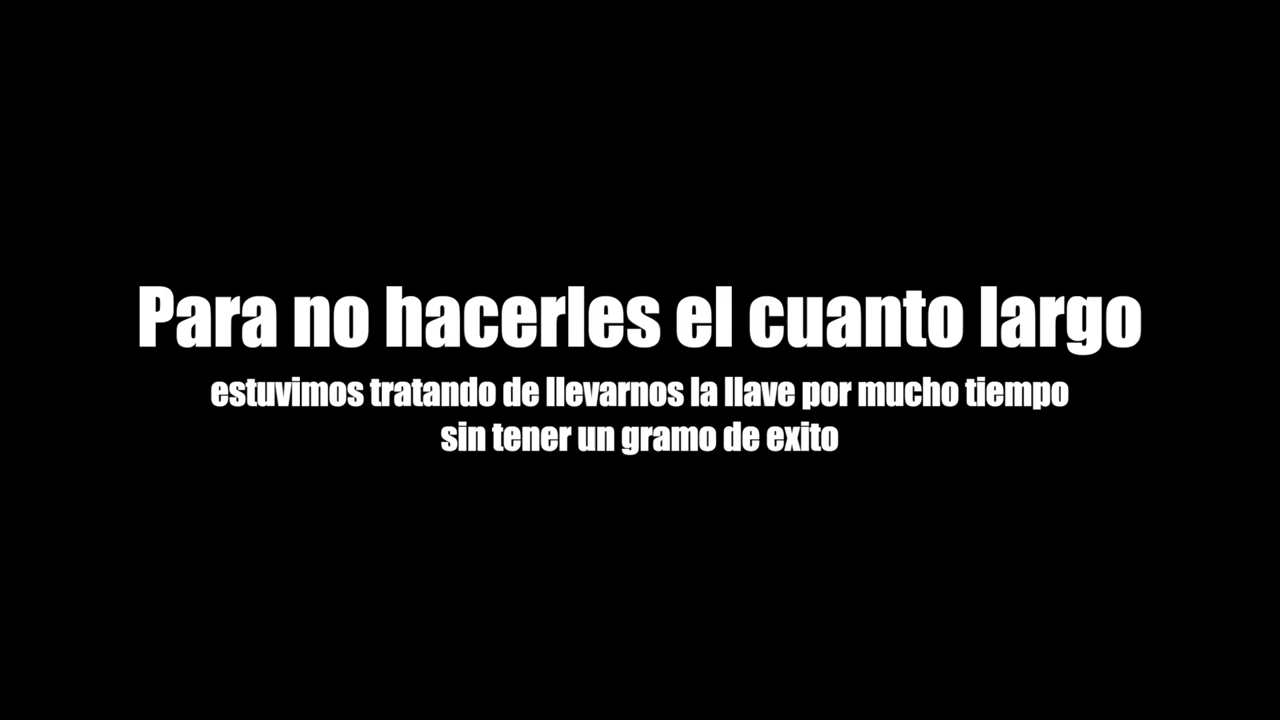 Para no hacerles el cuanto largo
estuvimos tratando de llevarnos la llave por mucho tiempo
sin tener un gramo de exito